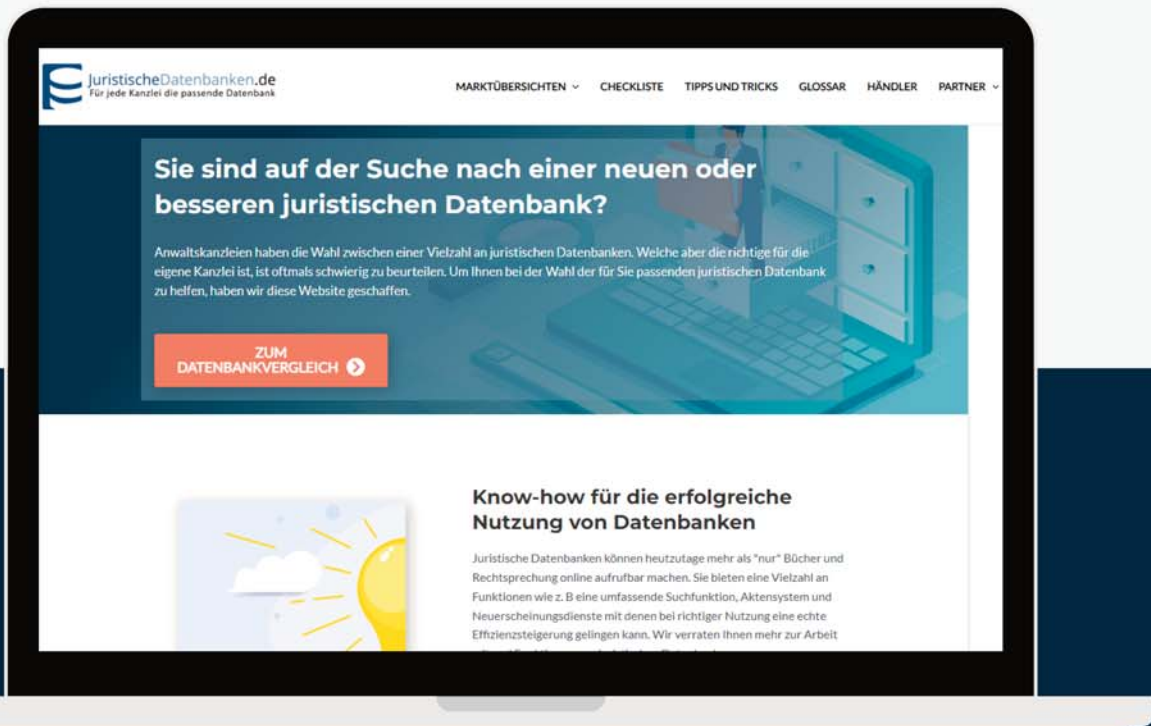 JuristischeDatenbanken.de
Für jede Kanzlei die passende Datenbank
MARKTÜBERSICHTEN
CHECKLISTE
TIPPS UND TRICKS
GLOSSAR
HÄNDLER
PARTNER
Sie sind auf der Suche nach einer neuen oder
besseren juristischen Datenbank?
Anwaltskanzleien haben die Wahl zwischen einer Vielzahl an juristischen Datenbanken. Welche aber die richtige für die
eigene Kanzlei ist, ist oftmals schwierig zu beurteilen. Um Ihnen bei der Wahl der für Sie passenden juristischen Datenbank
zu helfen, haben wir diese Website geschaffen.
ZUM
DATENBANKVERGLEICH
Know-how für die erfolgreiche
Nutzung von Datenbanken
Juristische Datenbanken können heutzutage mehr als "nur" Bücher und
Rechtsprechung online aufrufbar machen. Sie bieten eine Vielzahl an
Funktionen wie z. B eine umfassende Suchfunktion, Aktensystem und
Neuerscheinungsdienste mit denen bei richtiger Nutzung eine echte
Effizienzsteigerung gelingen kann. Wir verraten Ihnen mehr zur Arbeit